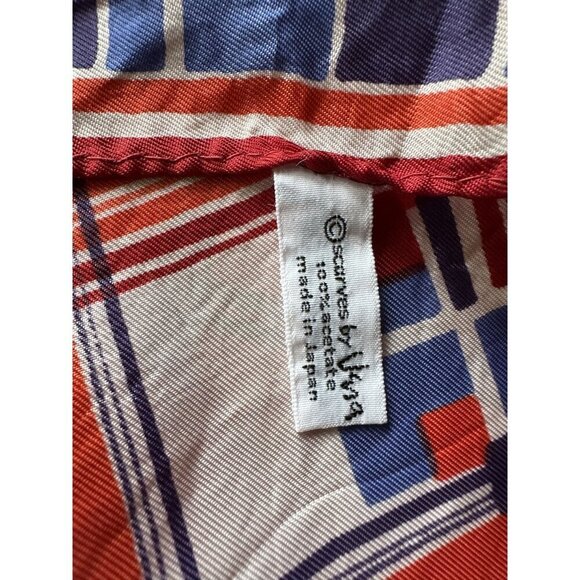 ©scarves by Vera
100% acetate
made in Japan